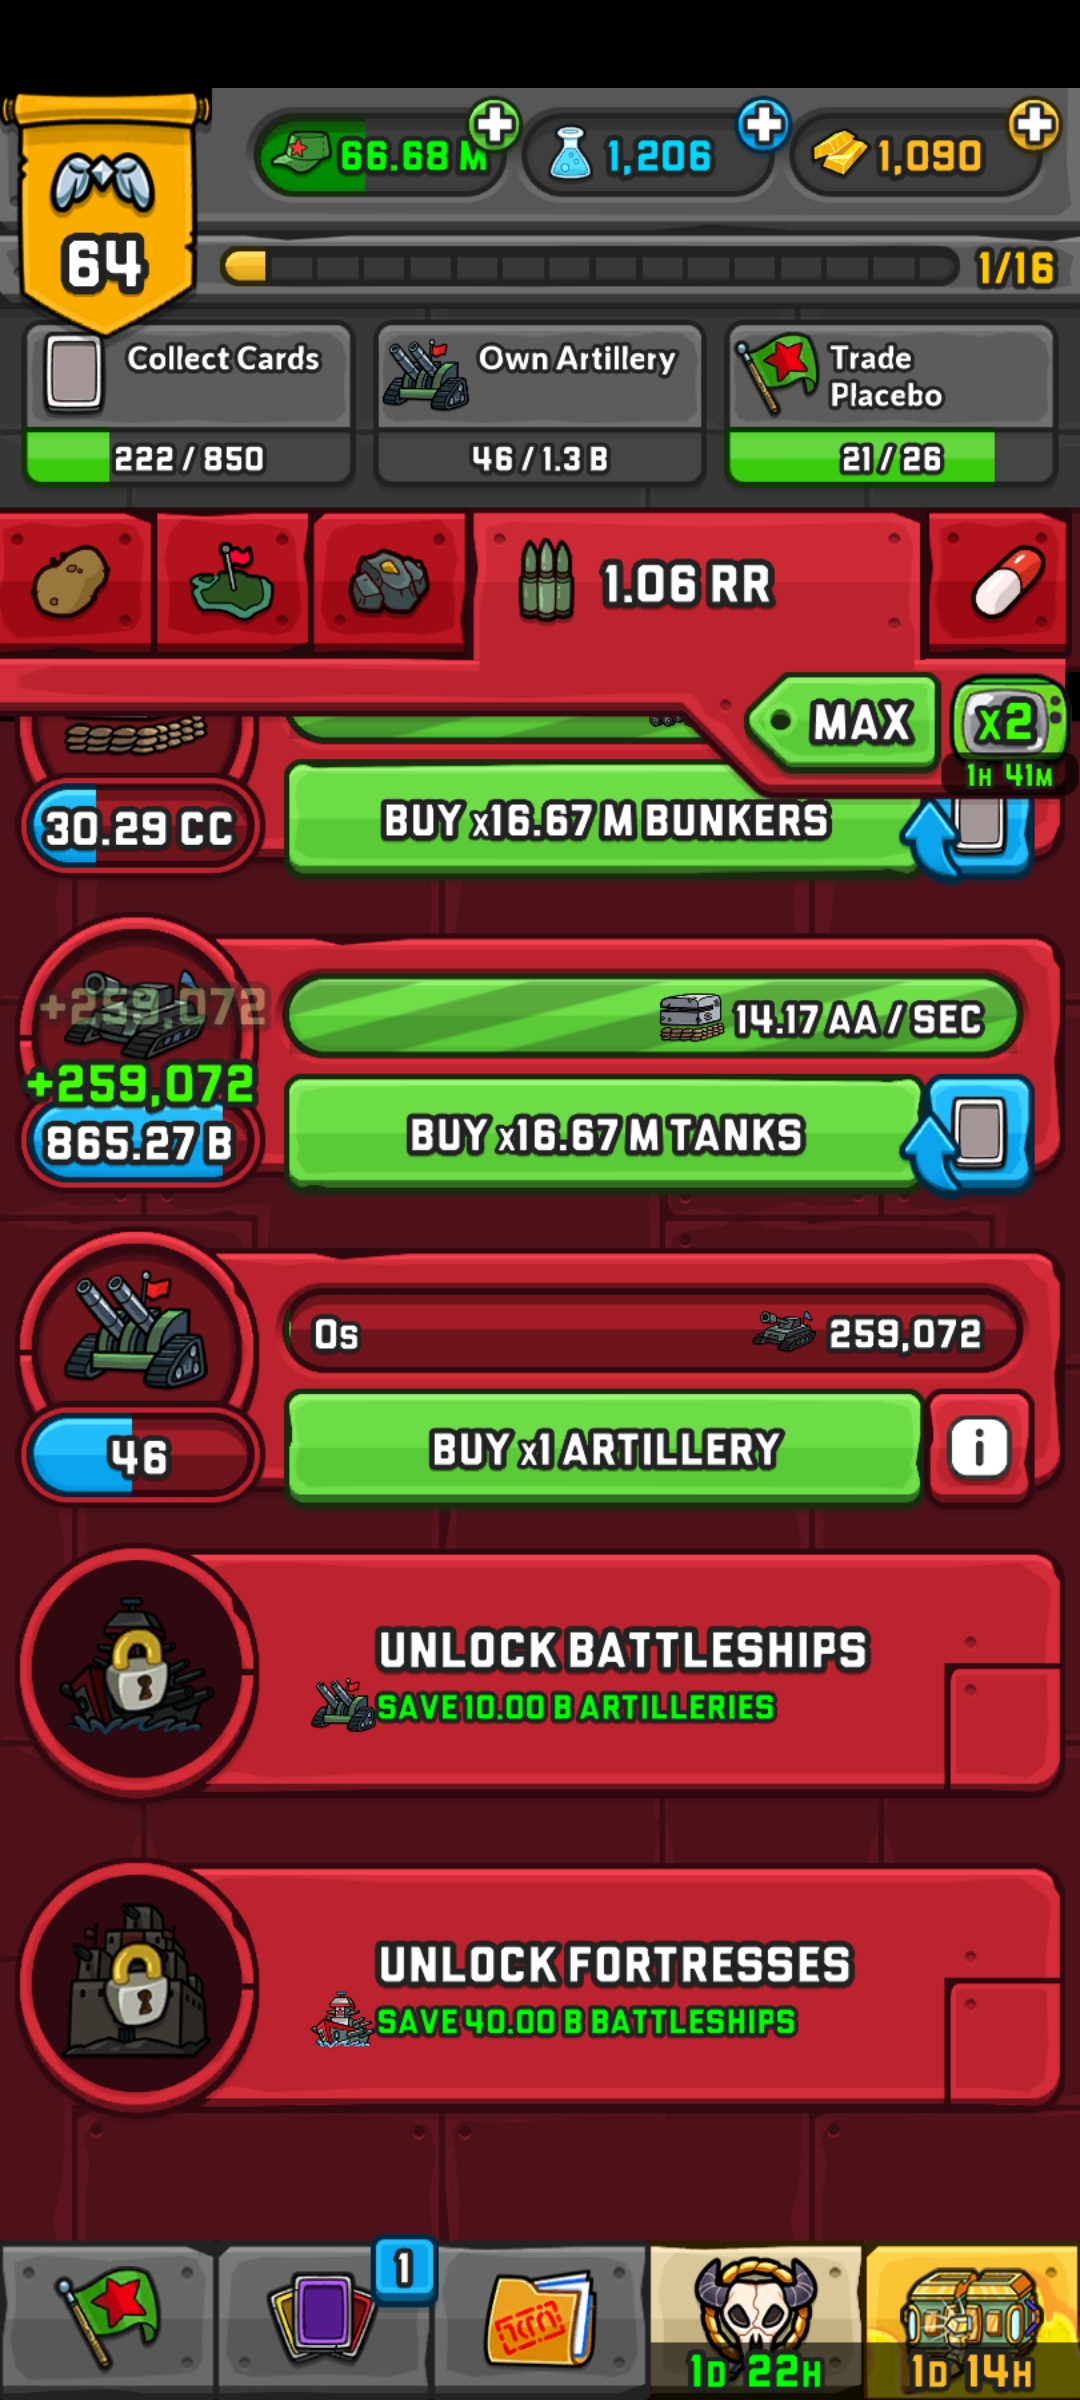 64
66.68 M
1,206
1,090
1/16
Collect Cards
222 / 850
Own Artillery
46 / 1.3 B
Trade
Placebo
21 / 26
1.06 RR
MAX
x2
1H 41M
30.29 CC
BUY x16.67 M BUNKERS
+259,072
+259,072
865.27 B
14.17 AA / SEC
BUY x16.67 M TANKS
46
0s
259,072
BUY x1 ARTILLERY
i
UNLOCK BATTLESHIPS
SAVE 10.00 B ARTILLERIES
UNLOCK FORTRESSES
SAVE 40.00 B BATTLESHIPS
1
1D 22H
1D 14H